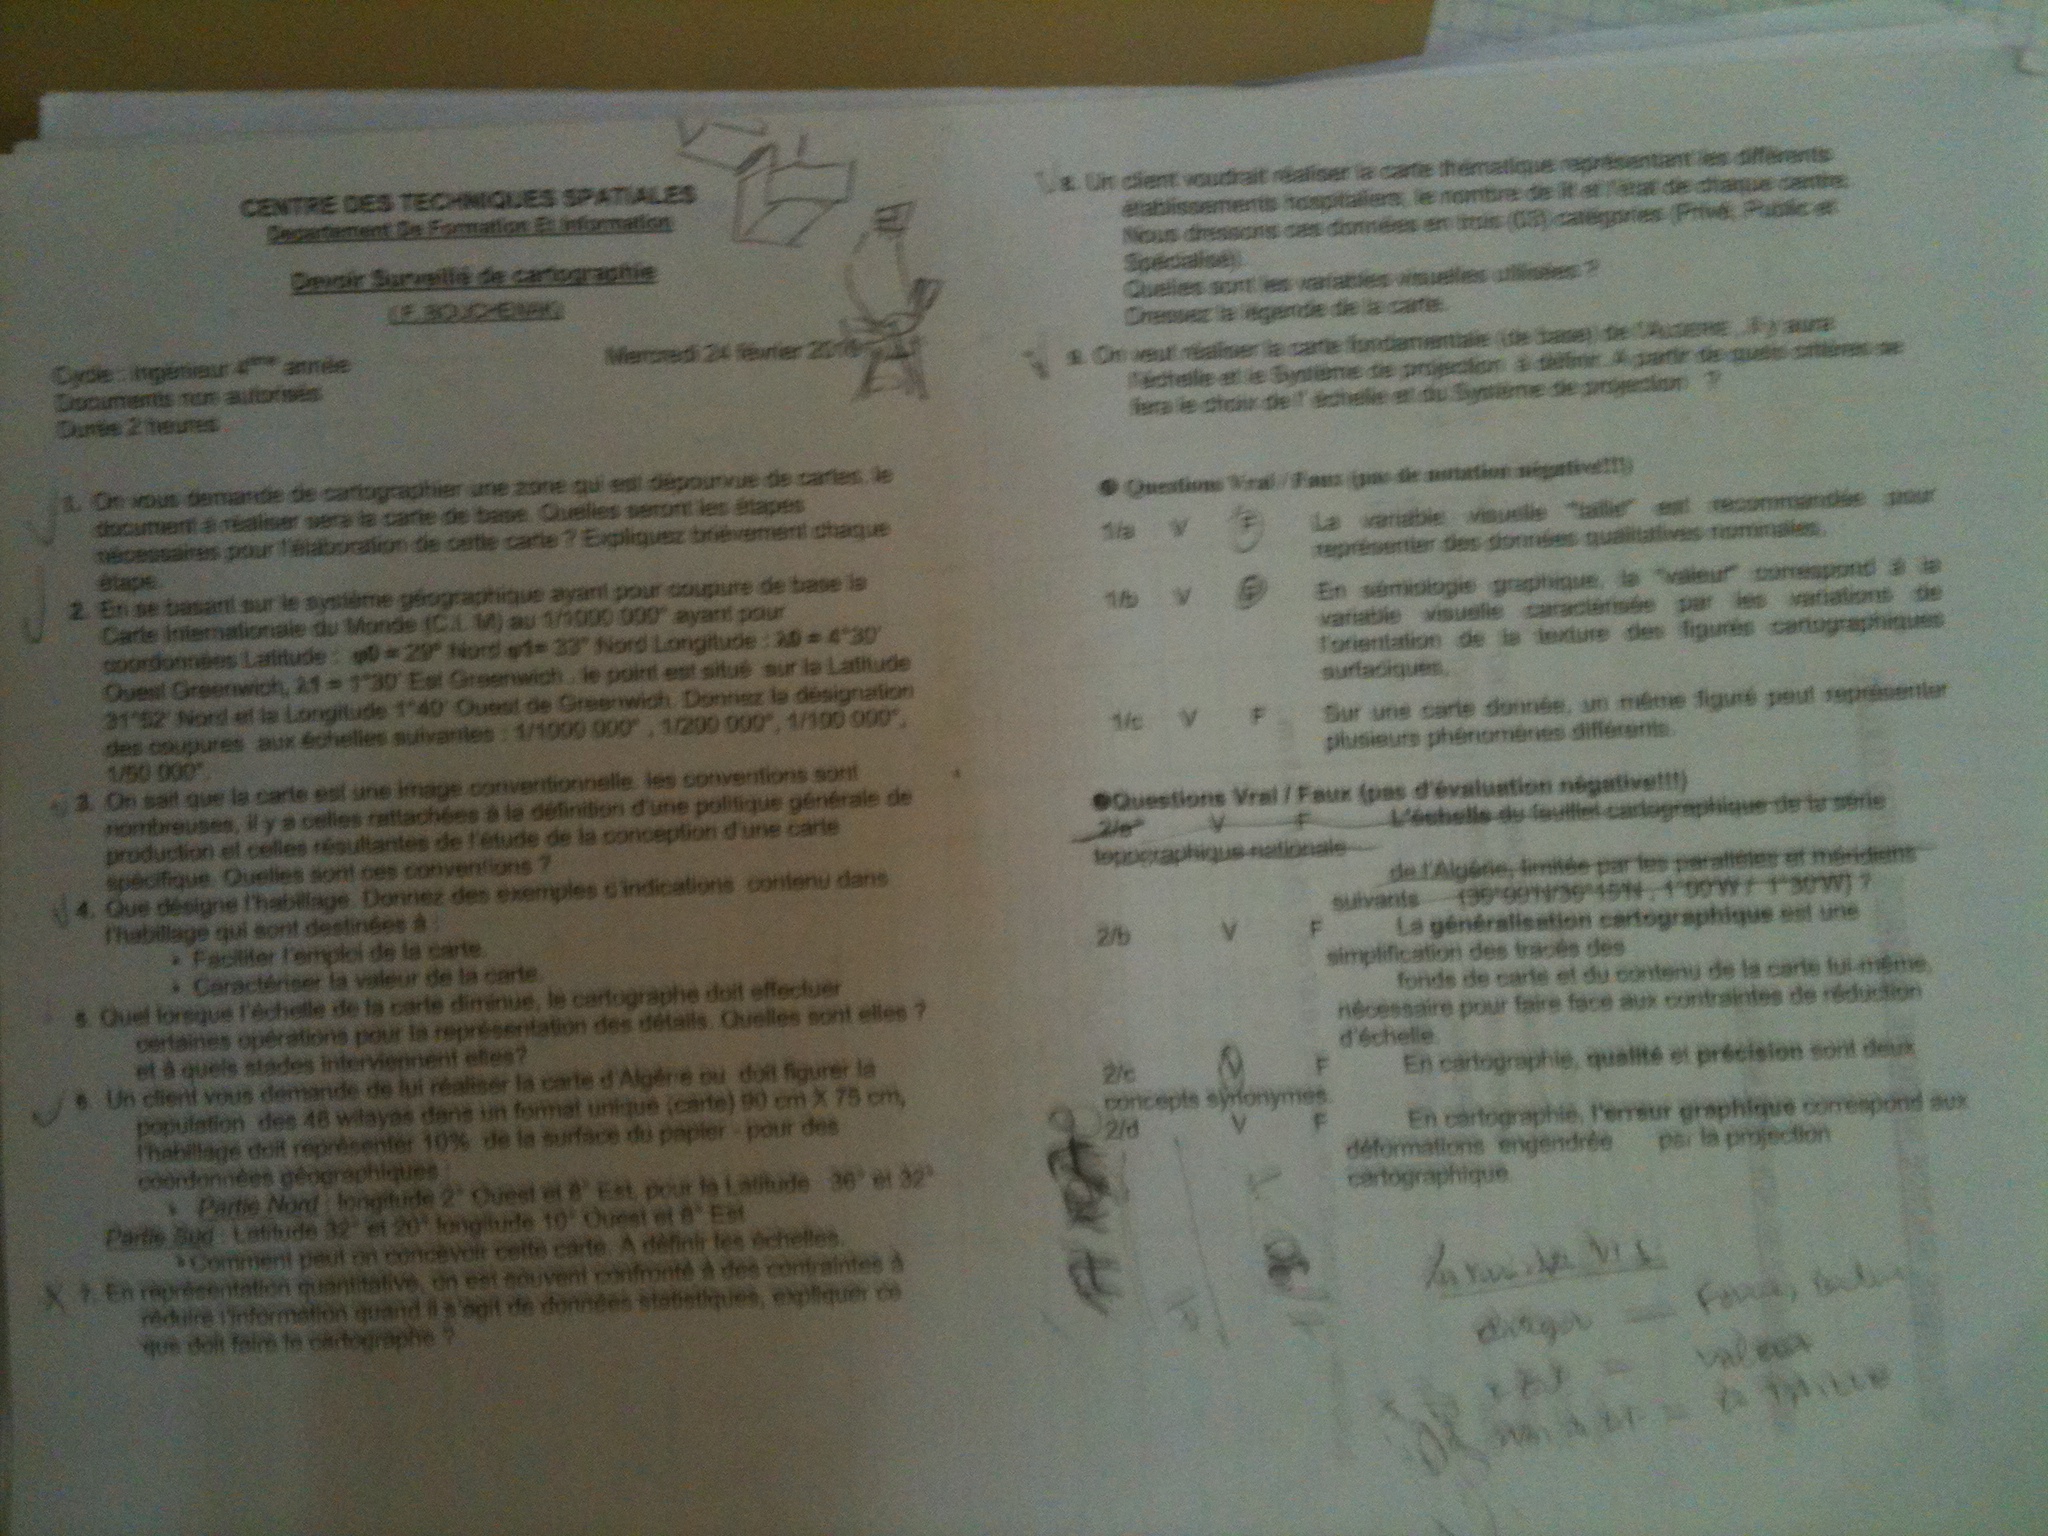 CENTRE DES TECHNIQUES SPATIALES
Departement De Formation Et Information
Devoir Surveillé de cartographie
Mercredi 24 février
Cycle : Ingénieur 4ème année
Documents non autorisés
Durée 2 heures
1. On vous demande de cartographier une zone qui est dépourvue de cartes, le
document à réaliser sera la carte de base. Quelles seront les étapes
nécessaires pour l'élaboration de cette carte ? Expliquez brièvement chaque
étape.
2. En se basant sur le système géographique ayant pour coupure de base la
Carte Internationale du Monde (C.I. M) au 1/1000 000° ayant pour
coordonnées Latitude : φ0 = 29° Nord φ1= 33° Nord Longitude : λ0 = 4°30'
Ouest Greenwich, λ1 = 1°30' Est Greenwich , le point est situé sur la Latitude
31°52' Nord et la Longitude 1°40' Ouest de Greenwich. Donnez la désignation
des coupures aux échelles suivantes : 1/1000 000° , 1/200 000°, 1/100 000°,
1/50 000°.
3. On sait que la carte est une image conventionnelle, les conventions sont
nombreuses, il y a celles rattachées à la définition d'une politique générale de
production et celles résultantes de l'étude de la conception d'une carte
spécifique. Quelles sont ces conventions ?
4. Que désigne l'habillage. Donnez des exemples d'indications contenu dans
l'habillage qui sont destinées à :
Faciliter l'emploi de la carte.
Caractériser la valeur de la carte.
5. Quel lorsque l'échelle de la carte diminue, le cartographe doit effectuer
certaines opérations pour la représentation des détails. Quelles sont elles ?
et à quels stades interviennent elles?
6. Un client vous demande de lui réaliser la carte d'Algérie ou doit figurer la
population des 48 wilayas dans un format unique (carte) 90 cm X 75 cm,
l'habillage doit représenter 10% de la surface du papier - pour des
coordonnées géographiques :
Partie Nord : longitude 2° Ouest et 8° Est, pour la Latitude 36° et 32°
Partie Sud : Latitude 32° et 20° longitude 10° Ouest et 8° Est
Comment peut on concevoir cette carte. A définir les échelles.
7. En représentation quantitative, on est souvent confronté à des contraintes à
réduire l'information quand il s'agit de données statistiques, expliquer ce
que doit faire le cartographe ?
8. Un client voudrait réaliser la carte thématique représentant les différents
établissements hospitaliers, le nombre de lit et l'état de chaque centre.
Nous dressons ces données en trois (03) catégories (Privé, Public et
Spécialisé).
Quelles sont les variables visuelles utilisées ?
Dressez la légende de la carte.
9. On veut réaliser la carte fondamentale (de base) de l'Algérie , il y aura
l'échelle et le Système de projection à définir. A partir de quels critères se
fera le choix de l' échelle et du Système de projection ?
❶ Questions Vrai / Faux (pas de notation négative!!!)
1/a V F La variable visuelle "taille" est recommandée pour
représenter des données qualitatives nominales.
1/b V F En sémiologie graphique, la "valeur" correspond à la
variable visuelle caractérisée par les variations de
l'orientation de la texture des figurés cartographiques
surfaciques.
1/c V F Sur une carte donnée, un même figuré peut représenter
plusieurs phénomènes différents.
❷Questions Vrai / Faux (pas d'évaluation négative!!!)
2/a V F L'échelle du feuillet cartographique de la série
topographique nationale
de l'Algérie, limitée par les parallèles et méridiens
suivants (36°00'N/36°15'N , 1°00'W / 1°30'W) ?
2/b V F La généralisation cartographique est une
simplification des tracés des
fonds de carte et du contenu de la carte lui-même,
nécessaire pour faire face aux contraintes de réduction
d'échelle.
2/c V F En cartographie, qualité et précision sont deux
concepts synonymes.
2/d V F En cartographie, l'erreur graphique correspond aux
déformations engendrée par la projection
cartographique.
valeur